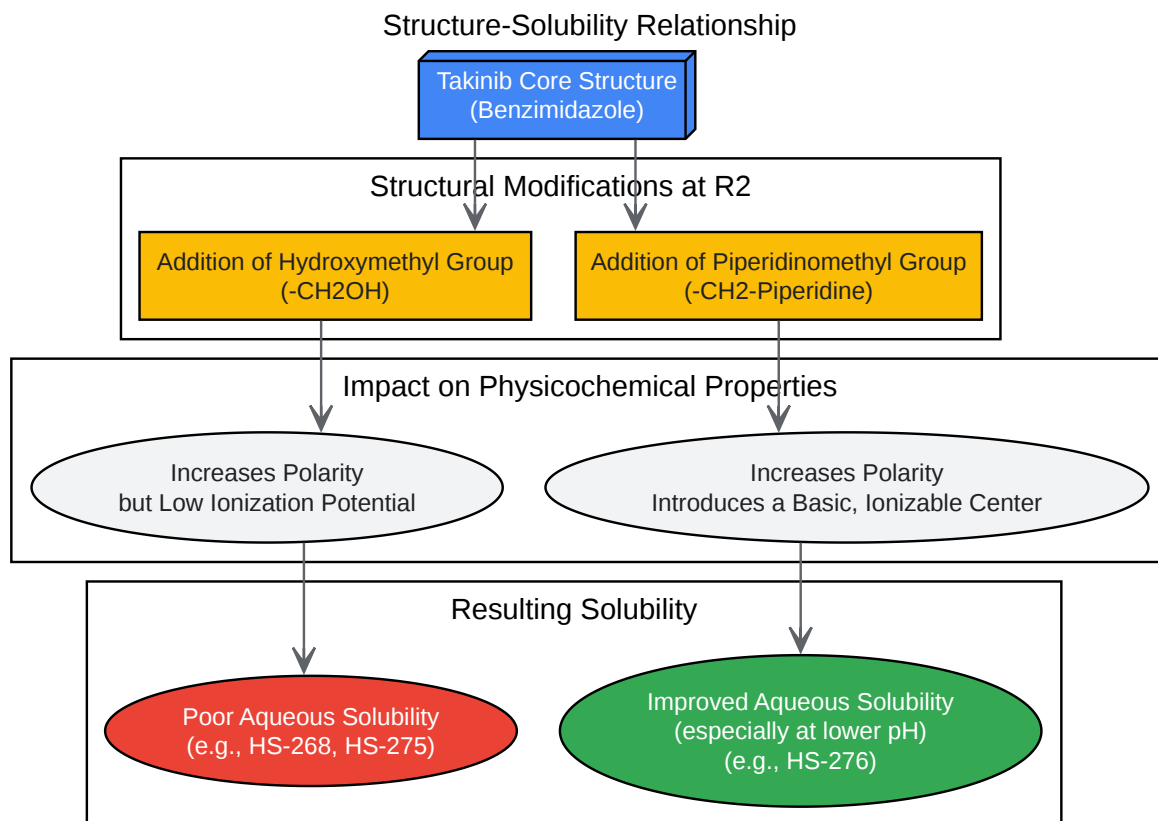 Structure-Solubility Relationship
Takinib Core Structure
(Benzimidazole)
Structural Modifications at R2
Addition of Hydroxymethyl Group
(-CH2OH)
Addition of Piperidinomethyl Group
(-CH2-Piperidine)
Impact on Physicochemical Properties
Increases Polarity
but Low Ionization Potential
Increases Polarity
Introduces a Basic, Ionizable Center
Resulting Solubility
Poor Aqueous Solubility
(e.g., HS-268, HS-275)
Improved Aqueous Solubility
(especially at lower pH)
(e.g., HS-276)